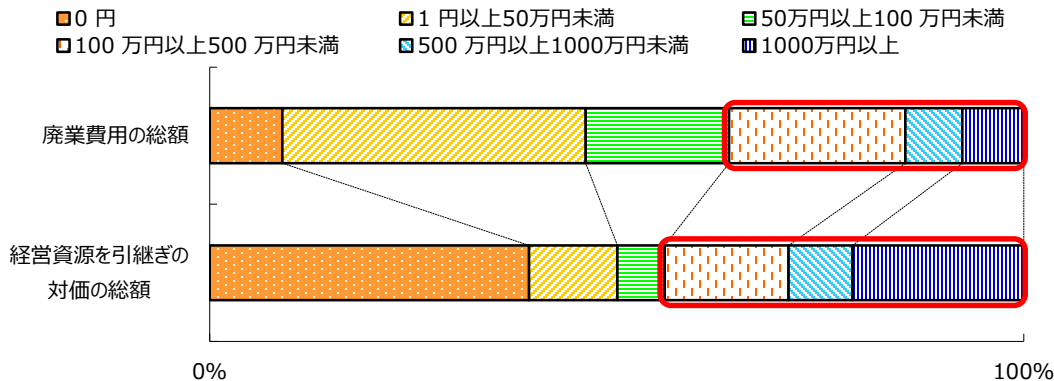 0 円 1 円以上50万円未満 50万円以上100 万円未満
100 万円以上500 万円未満 500 万円以上1000万円未満 1000万円以上
廃業費用の総額
経営資源を引継ぎの
対価の総額
0% 100%